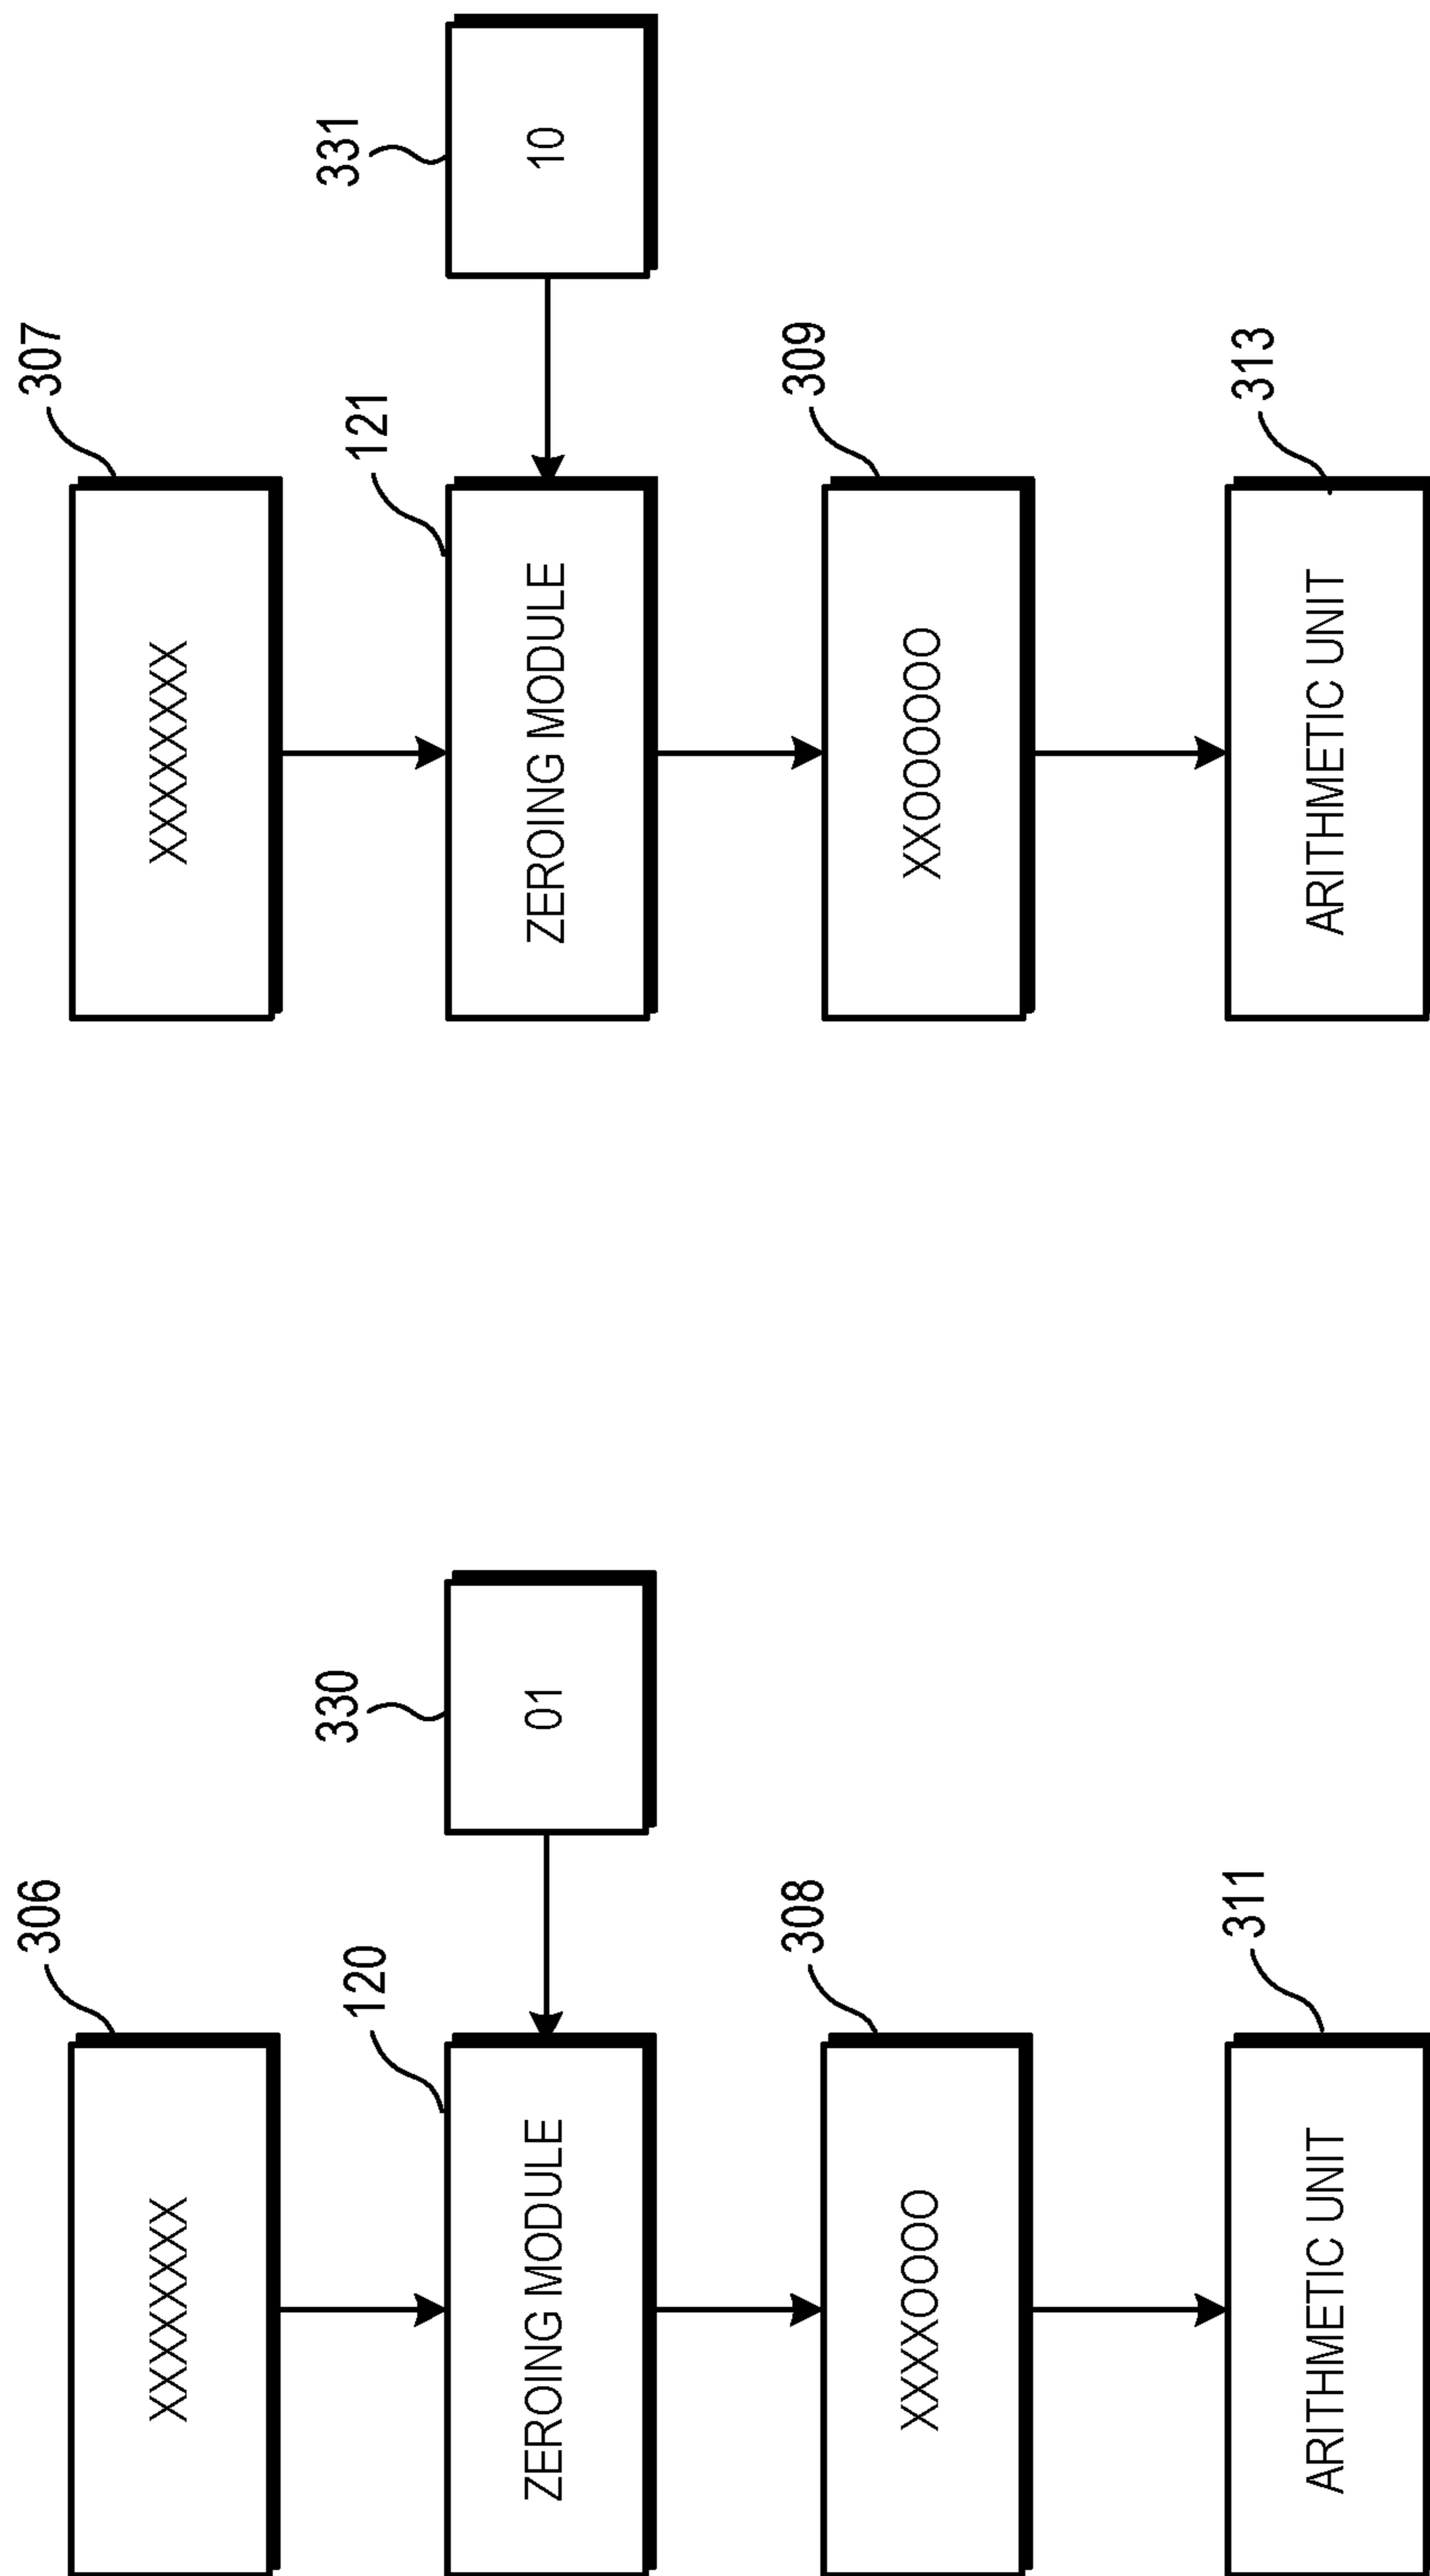 306
XXXXXXXX
120
ZEROING MODULE
330
01
308
XXXXOOOO
311
ARITHMETIC UNIT
307
XXXXXXXX
121
ZEROING MODULE
331
10
309
XXOOOOOO
313
ARITHMETIC UNIT